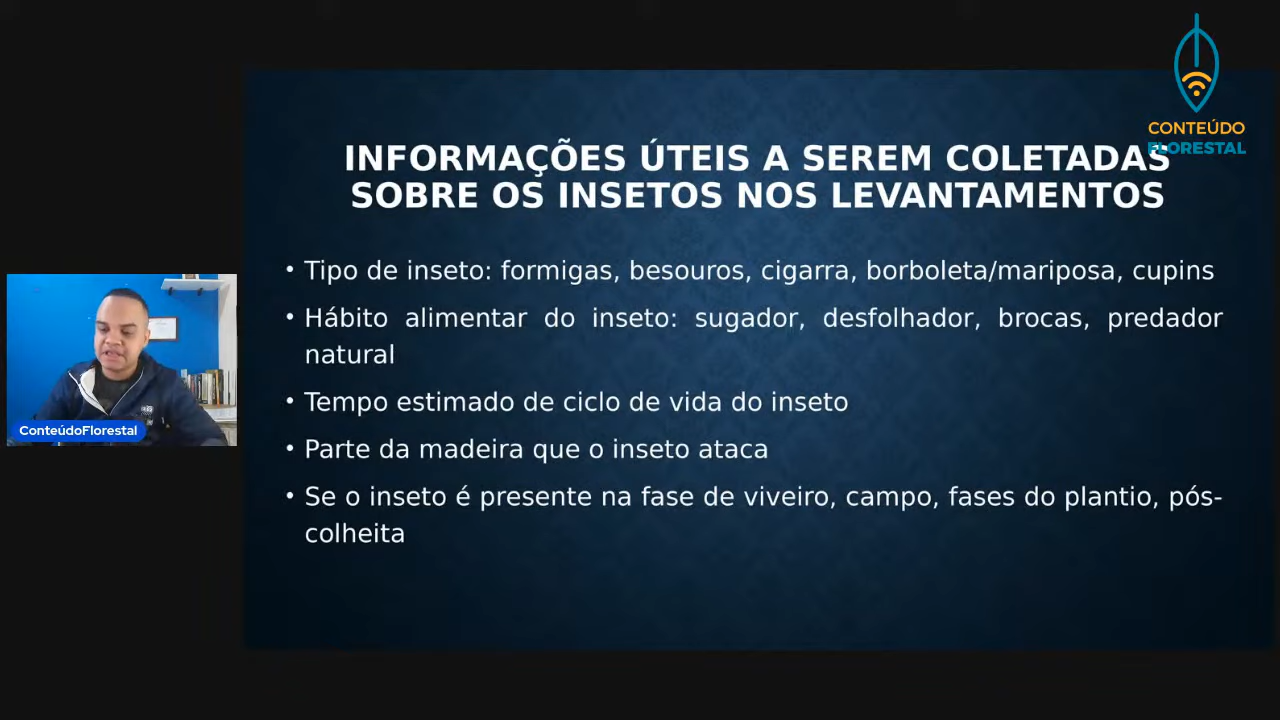 CONTEÚDO
FLORESTAL
INFORMAÇÕES ÚTEIS A SEREM COLETADAS
SOBRE OS INSETOS NOS LEVANTAMENTOS
• Tipo de inseto: formigas, besouros, cigarra, borboleta/mariposa, cupins
• Hábito alimentar do inseto: sugador, desfolhador, brocas, predador
natural
• Tempo estimado de ciclo de vida do inseto
• Parte da madeira que o inseto ataca
• Se o inseto é presente na fase de viveiro, campo, fases do plantio, pós-
colheita
ConteúdoFlorestal